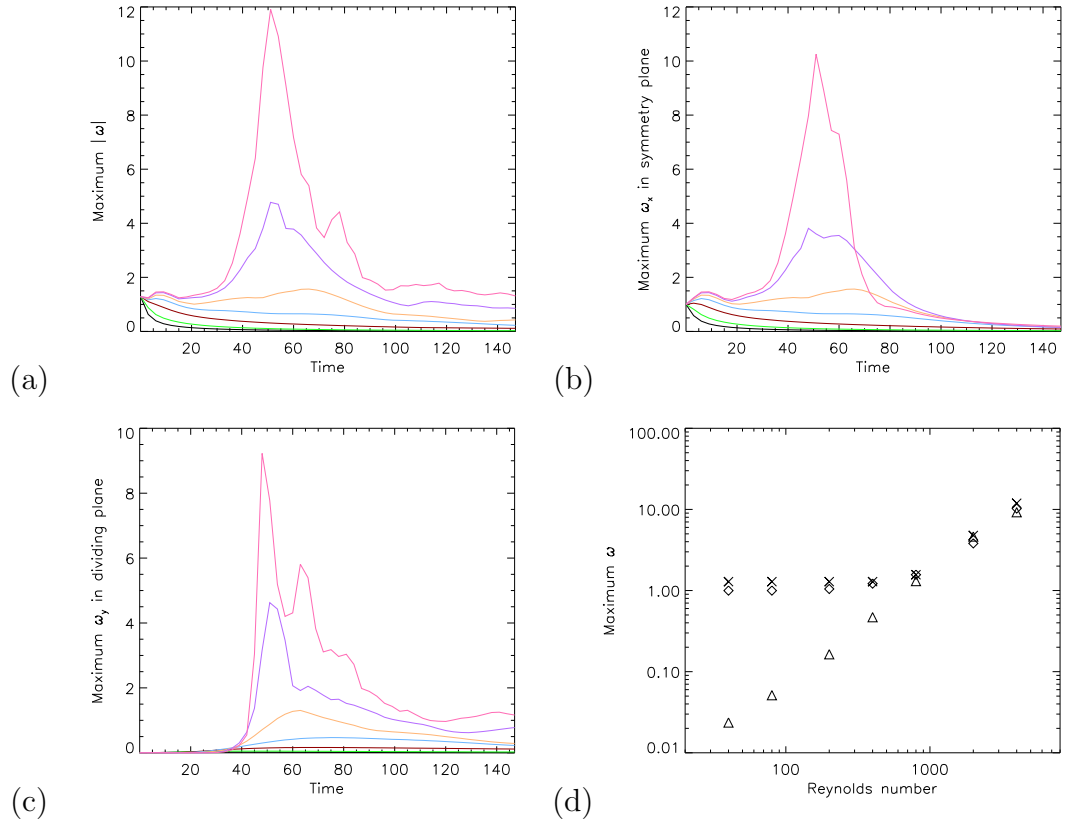 12
10
8
6
4
2
0
Maximum |ω|
20 40 60 80 100 120 140
Time
(a)
12
10
8
6
4
2
0
Maximum ωx in symmetry plane
20 40 60 80 100 120 140
Time
(b)
10
8
6
4
2
0
Maximum ωy in dividing plane
20 40 60 80 100 120 140
Time
(c)
100.00
10.00
1.00
0.10
0.01
Maximum ω
100 1000
Reynolds number
(d)